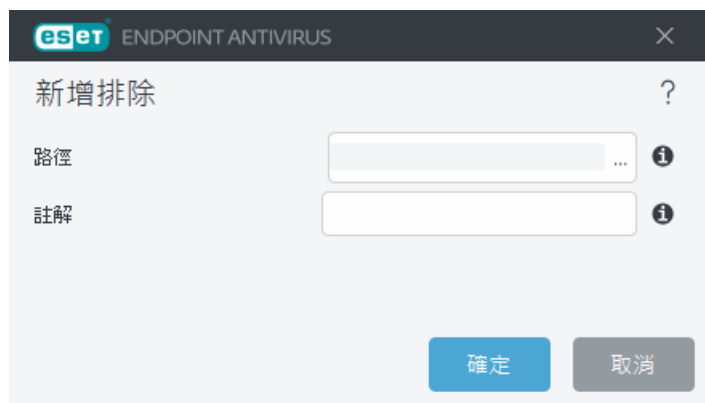 eset ENDPOINT ANTIVIRUS
新增排除
?
路徑
...
註解
確定
取消